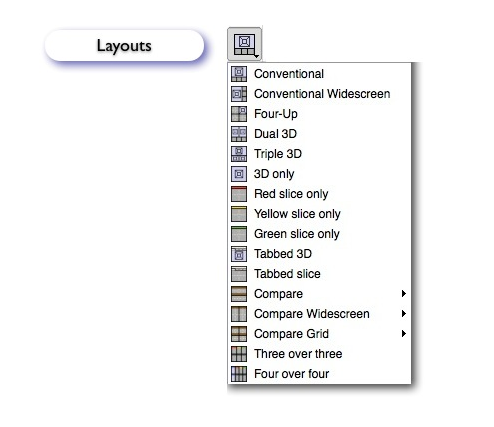 Layouts
Conventional
Conventional Widescreen
Four-Up
Dual 3D
Triple 3D
3D only
Red slice only
Yellow slice only
Green slice only
Tabbed 3D
Tabbed slice
Compare
Compare Widescreen
Compare Grid
Three over three
Four over four